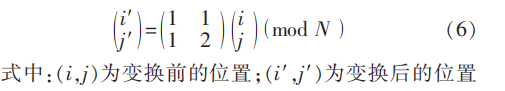 (i′ j′)=(1 1 1 2)(i j)(mod N ) (6)
式中:(i,j)为变换前的位置;(i′,j′)为变换后的位置